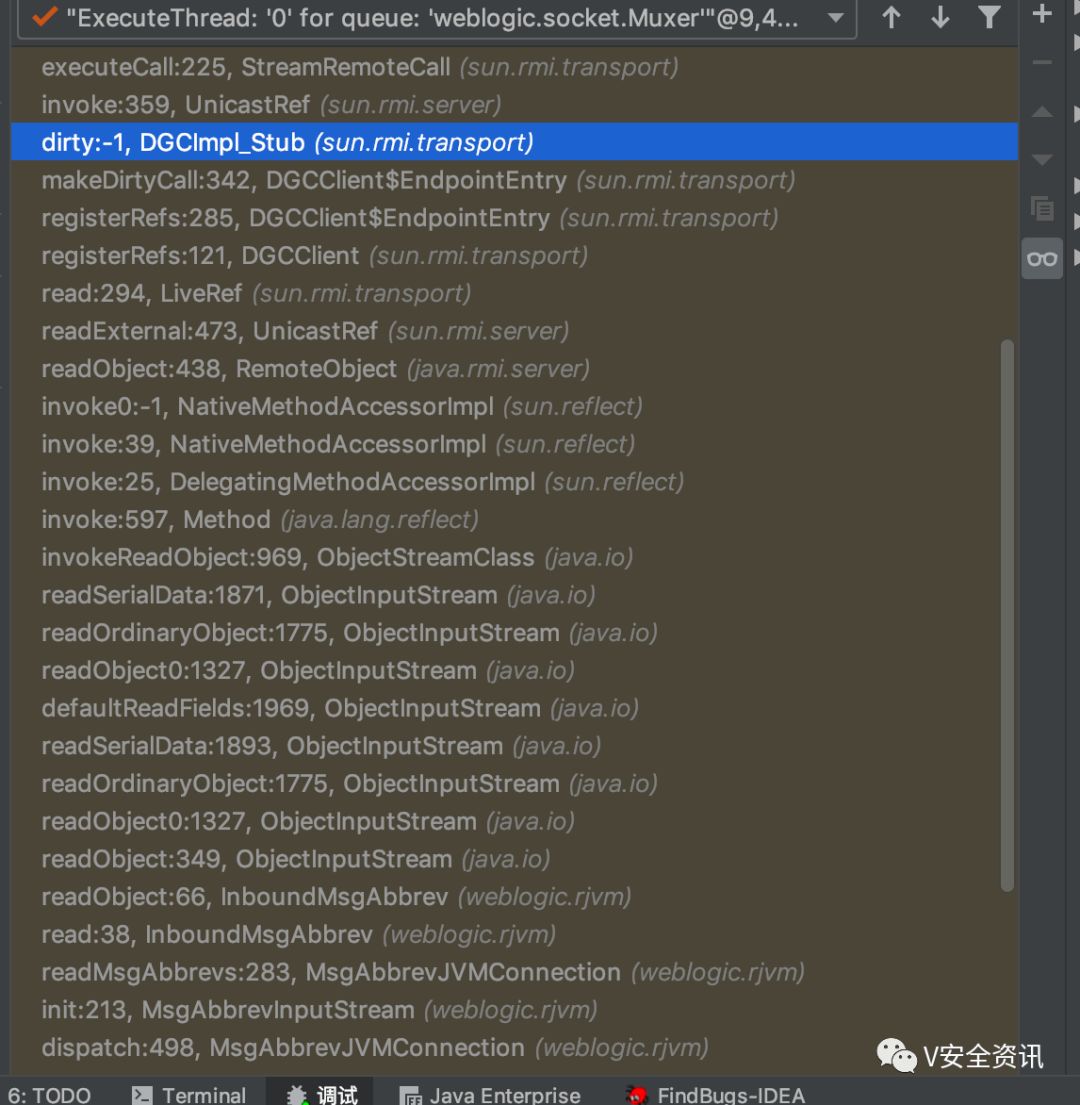 "ExecuteThread: '0' for queue: 'weblogic.socket.Muxer'"@9,4...
executeCall:225, StreamRemoteCall (sun.rmi.transport)
invoke:359, UnicastRef (sun.rmi.server)
dirty:-1, DGCImpl_Stub (sun.rmi.transport)
makeDirtyCall:342, DGCClient$EndpointEntry (sun.rmi.transport)
registerRefs:285, DGCClient$EndpointEntry (sun.rmi.transport)
registerRefs:121, DGCClient (sun.rmi.transport)
read:294, LiveRef (sun.rmi.transport)
readExternal:473, UnicastRef (sun.rmi.server)
readObject:438, RemoteObject (java.rmi.server)
invoke0:-1, NativeMethodAccessorImpl (sun.reflect)
invoke:39, NativeMethodAccessorImpl (sun.reflect)
invoke:25, DelegatingMethodAccessorImpl (sun.reflect)
invoke:597, Method (java.lang.reflect)
invokeReadObject:969, ObjectStreamClass (java.io)
readSerialData:1871, ObjectInputStream (java.io)
readOrdinaryObject:1775, ObjectInputStream (java.io)
readObject0:1327, ObjectInputStream (java.io)
defaultReadFields:1969, ObjectInputStream (java.io)
readSerialData:1893, ObjectInputStream (java.io)
readOrdinaryObject:1775, ObjectInputStream (java.io)
readObject0:1327, ObjectInputStream (java.io)
readObject:349, ObjectInputStream (java.io)
readObject:66, InboundMsgAbbrev (weblogic.rjvm)
read:38, InboundMsgAbbrev (weblogic.rjvm)
readMsgAbbrevs:283, MsgAbbrevJVMConnection (weblogic.rjvm)
init:213, MsgAbbrevInputStream (weblogic.rjvm)
dispatch:498, MsgAbbrevJVMConnection (weblogic.rjvm)
V安全资讯
6: TODO Terminal 调试 Java Enterprise FindBugs-IDEA